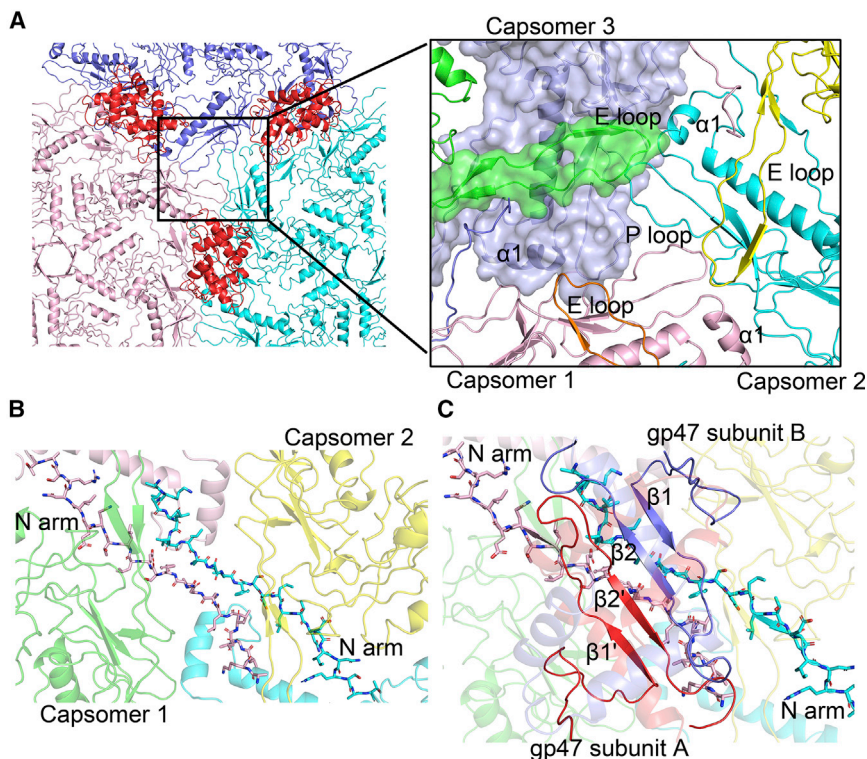 A
Capsomer 3
E loop
α1
E loop
P loop
α1
E loop
α1
Capsomer 1
Capsomer 2
B
Capsomer 2
N arm
N arm
Capsomer 1
C
gp47 subunit B
N arm
β1
β2
β2'
β1'
N arm
gp47 subunit A